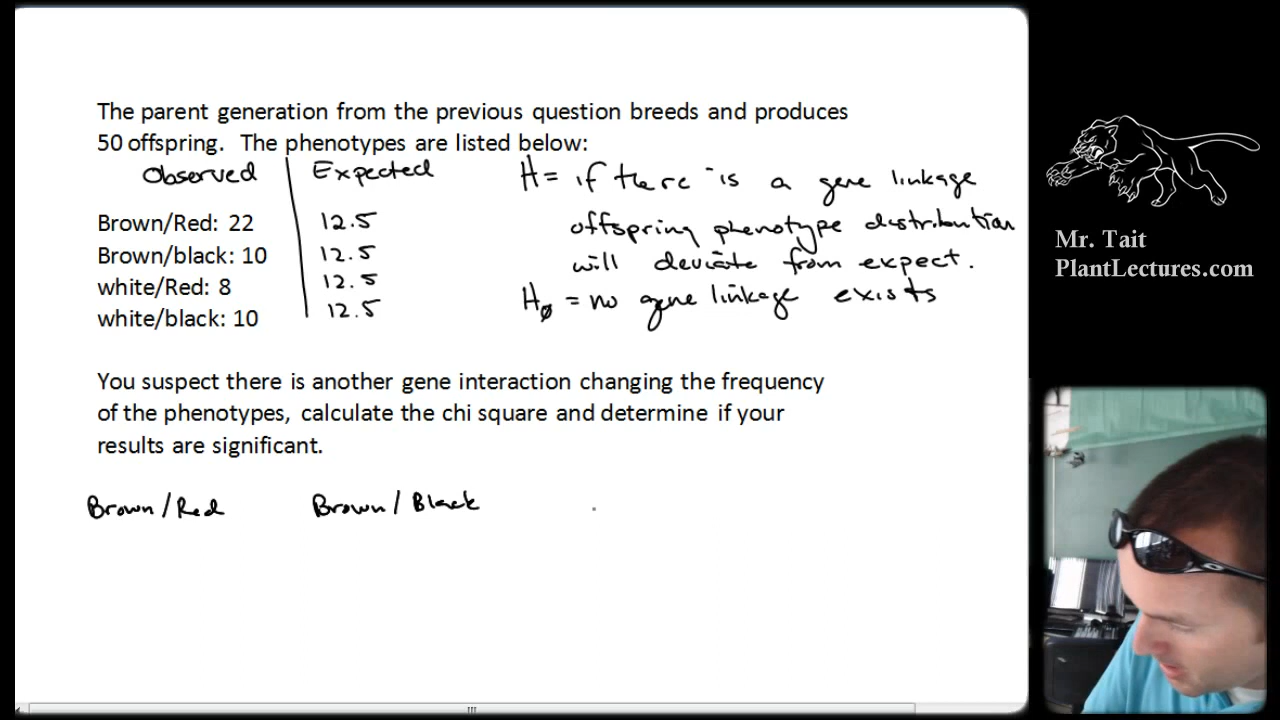 The parent generation from the previous question breeds and produces
50 offspring. The phenotypes are listed below:
Observed
Expected
Brown/Red: 22
12.5
Brown/black: 10
12.5
white/Red: 8
12.5
white/black: 10
12.5
H = if there is a gene linkage
offspring phenotype distribution
will deviate from expect.
H∅ = no gene linkage exists
You suspect there is another gene interaction changing the frequency
of the phenotypes, calculate the chi square and determine if your
results are significant.
Brown/Red
Brown/Black
Mr. Tait
PlantLectures.com